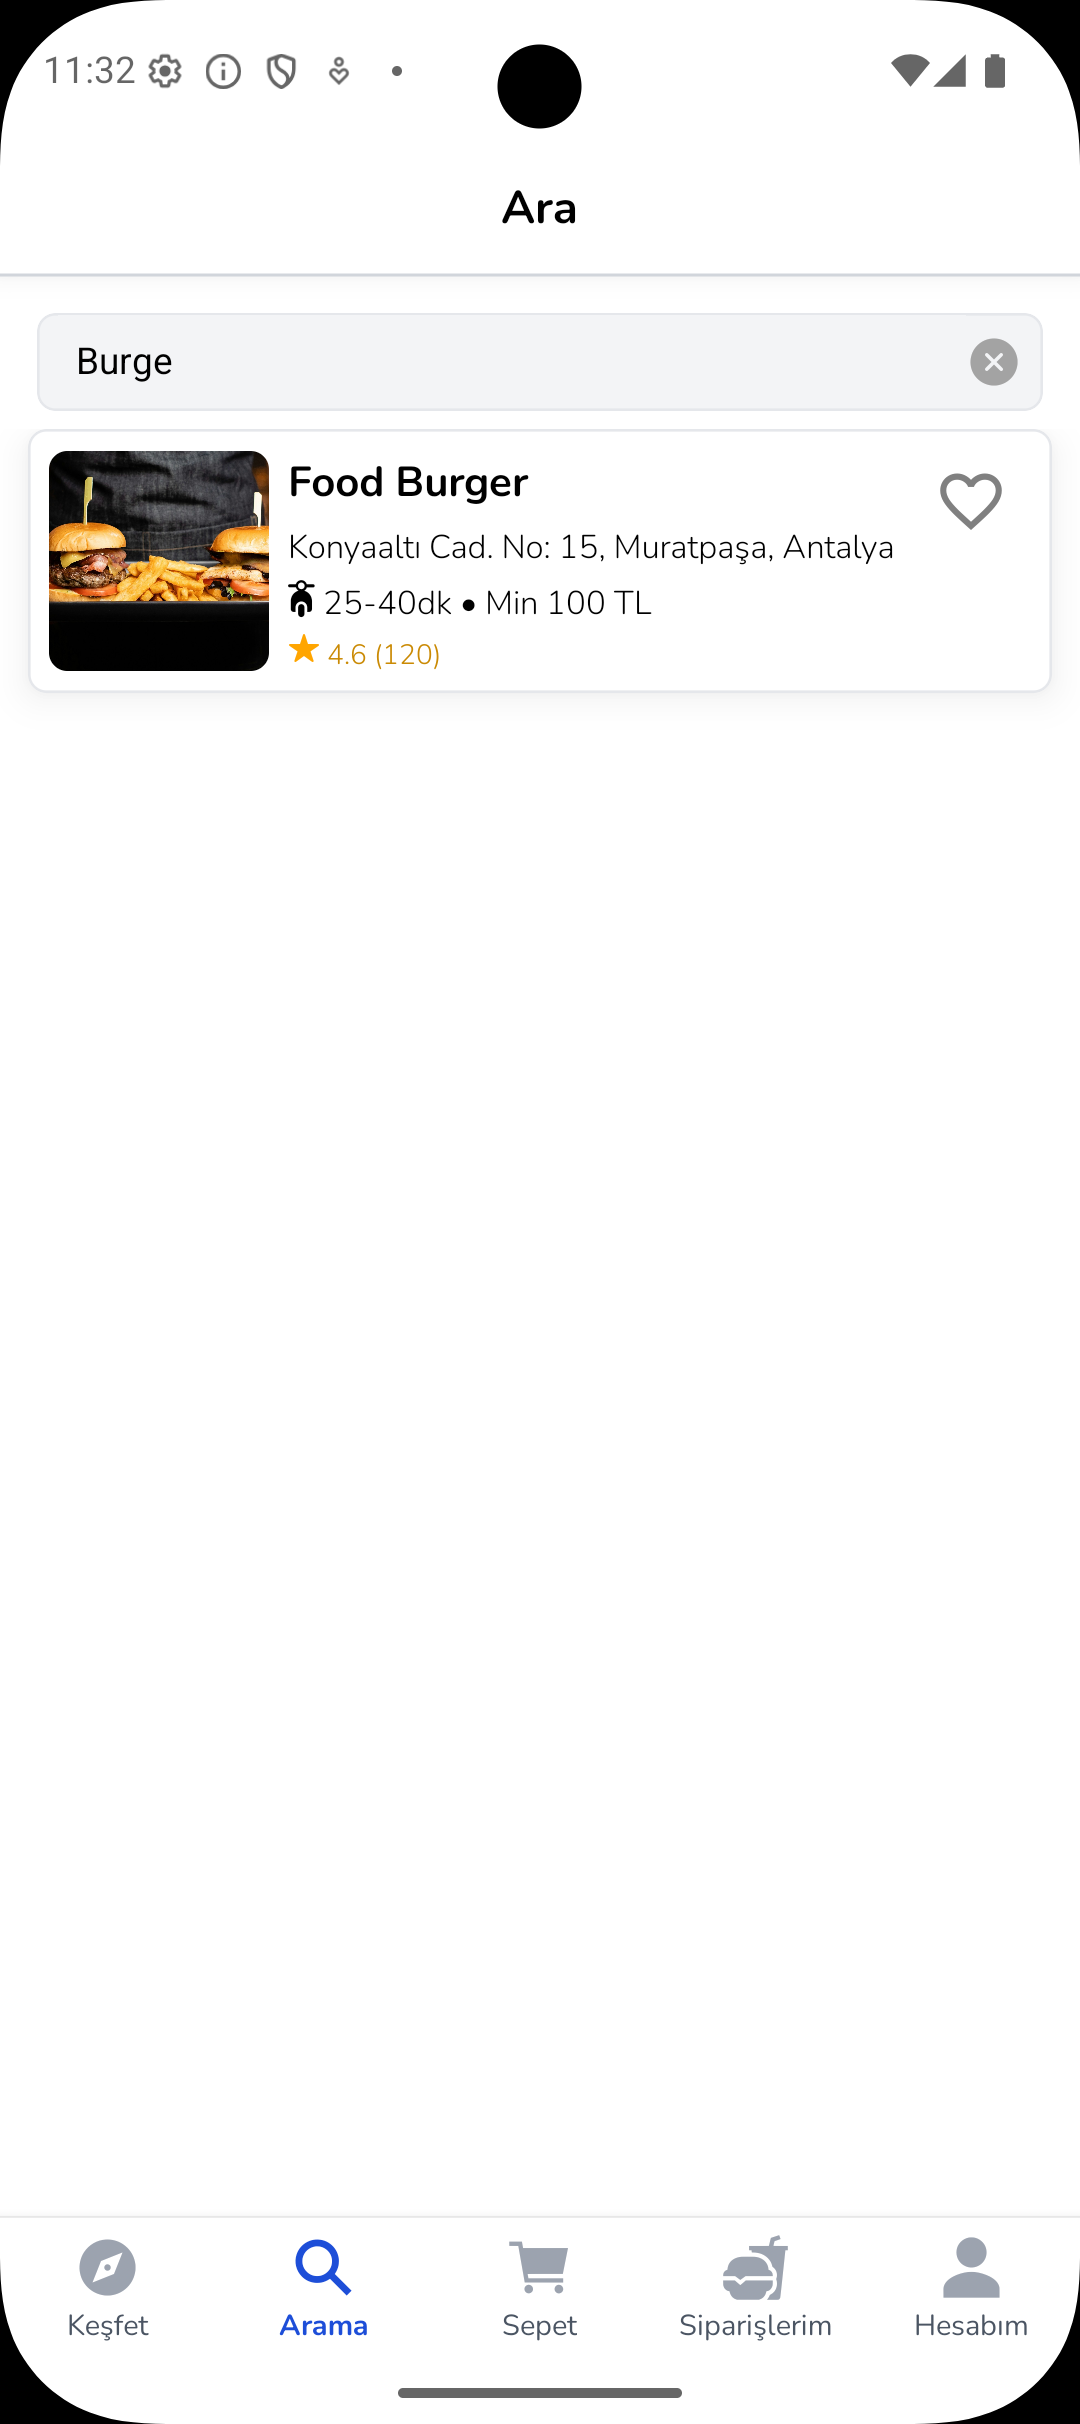 11:32
Ara
Burge
Food Burger
Konyaaltı Cad. No: 15, Muratpaşa, Antalya
25-40dk • Min 100 TL
4.6 (120)
Keşfet
Arama
Sepet
Siparişlerim
Hesabım